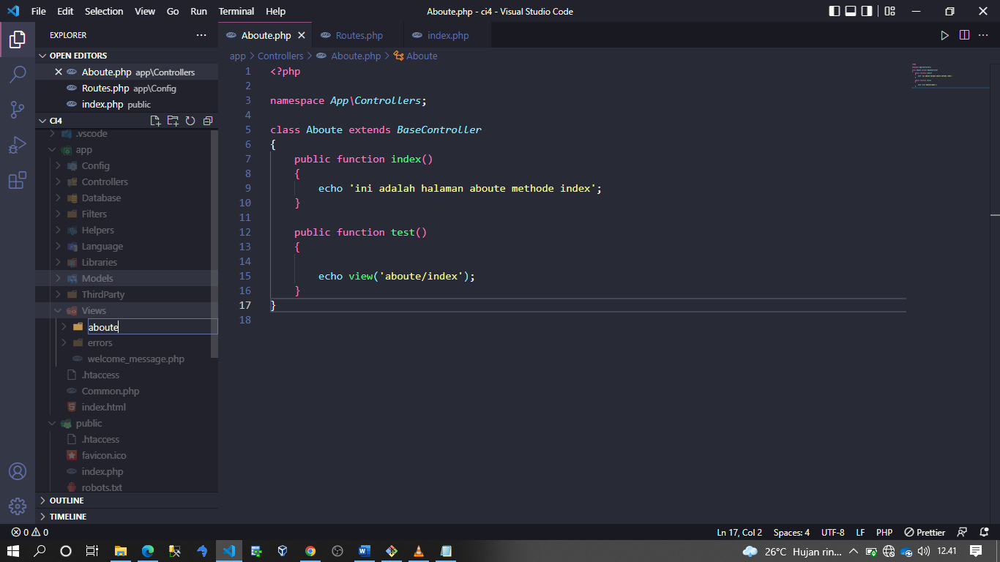 File Edit Selection View Go Run Terminal Help Aboute.php - ci4 - Visual Studio Code
EXPLORER
Aboute.php Routes.php index.php
OPEN EDITORS
Aboute.php app\Controllers
Routes.php app\Config
index.php public
CI4
.vscode
app
Config
Controllers
Database
Filters
Helpers
Language
Libraries
Models
ThirdParty
Views
aboute
errors
welcome_message.php
.htaccess
Common.php
index.html
public
.htaccess
favicon.ico
index.php
robots.txt
OUTLINE
TIMELINE
app > Controllers > Aboute.php > Aboute
1 <?php
2
3 namespace App\Controllers;
4
5 class Aboute extends BaseController
6 {
7 public function index()
8 {
9 echo 'ini adalah halaman aboute methode index';
10 }
11
12 public function test()
13 {
14
15 echo view('aboute/index');
16 }
17 }
18
0 0 Ln 17, Col 2 Spaces: 4 UTF-8 LF PHP Prettier
26°C Hujan rin... 12.41